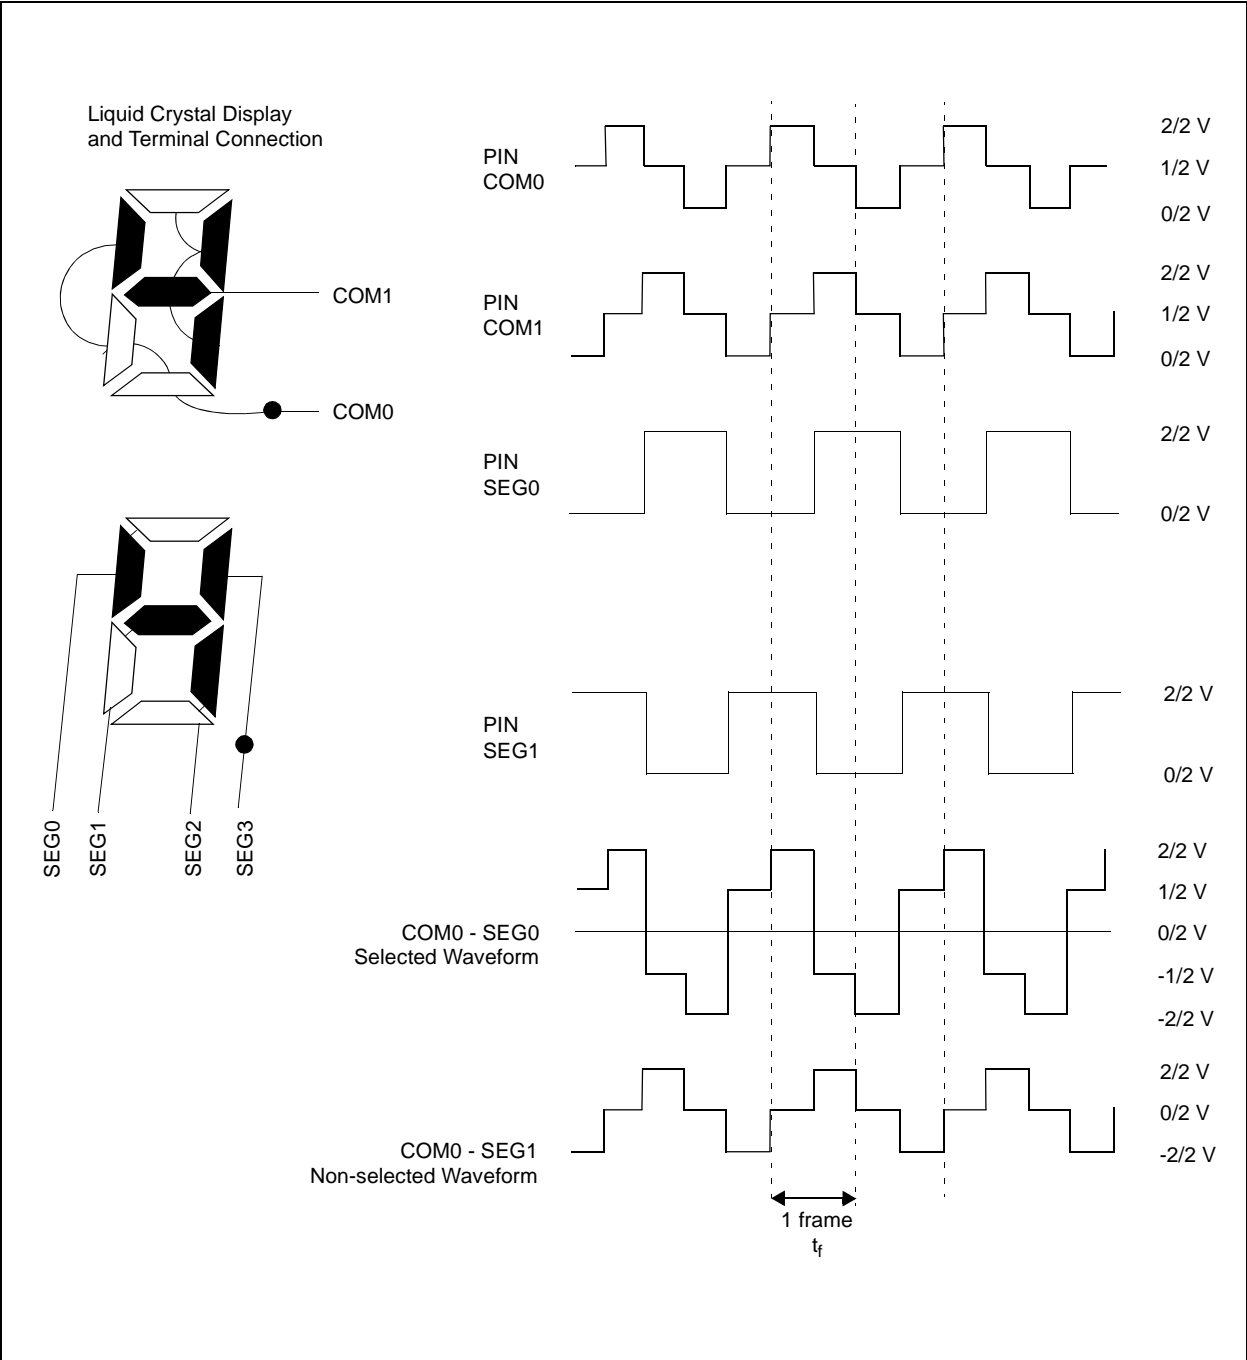 Liquid Crystal Display
and Terminal Connection
COM1
COM0
SEG0
SEG1
SEG2
SEG3
PIN
COM0
2/2 V
1/2 V
0/2 V
PIN
COM1
2/2 V
1/2 V
0/2 V
PIN
SEG0
2/2 V
0/2 V
PIN
SEG1
2/2 V
0/2 V
COM0 - SEG0
Selected Waveform
2/2 V
1/2 V
0/2 V
-1/2 V
-2/2 V
COM0 - SEG1
Non-selected Waveform
2/2 V
0/2 V
-2/2 V
1 frame
tf